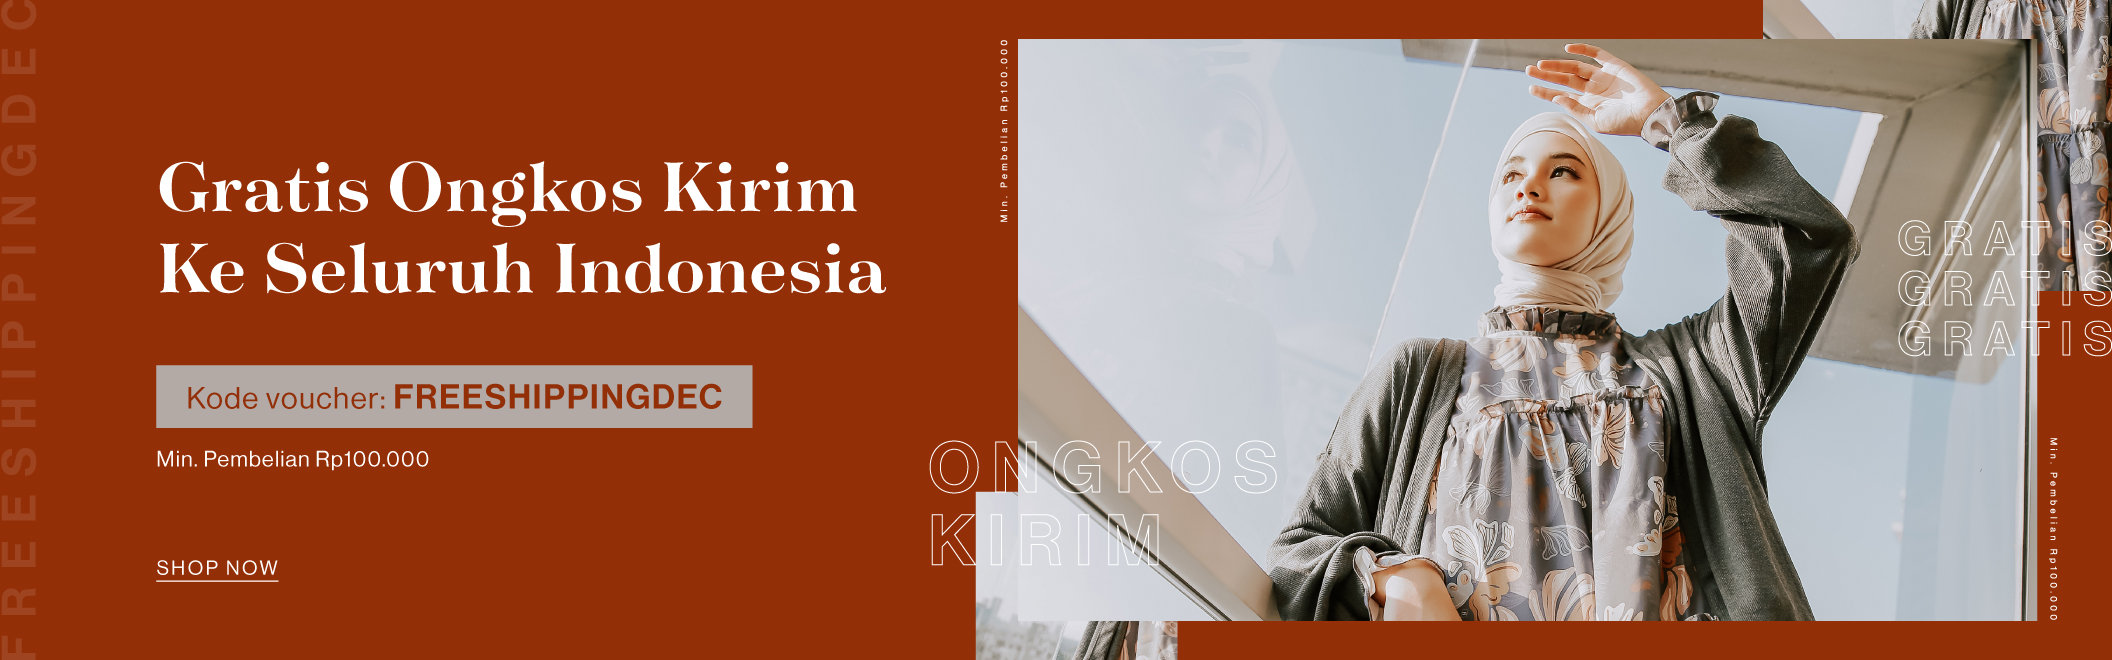 FREESHIPPINGDEC
Gratis Ongkos Kirim
Ke Seluruh Indonesia
Kode voucher: FREESHIPPINGDEC
Min. Pembelian Rp100.000
SHOP NOW
Min. Pembelian Rp100.000
ONGKOS
KIRIM
GRATIS
GRATIS
GRATIS
Min. Pembelian Rp100.000